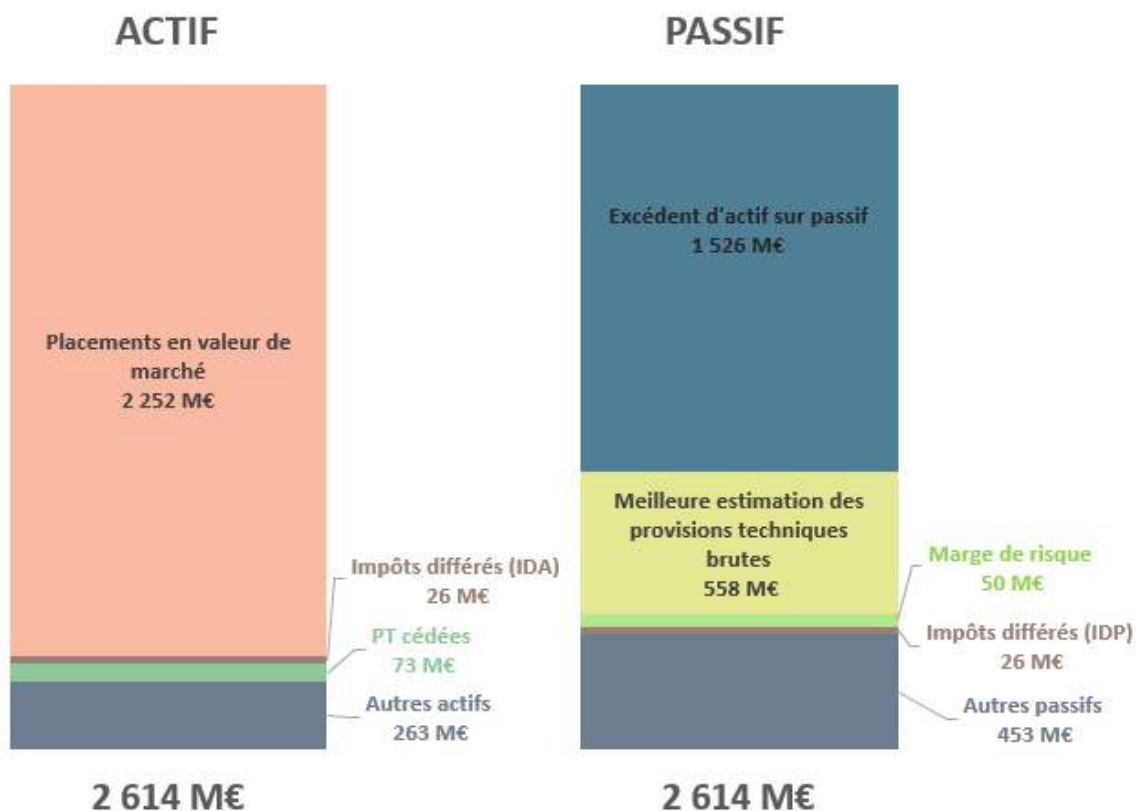 ACTIF
Placements en valeur de
marché
2 252 M€
Impôts différés (IDA)
26 M€
PT cédées
73 M€
Autres actifs
263 M€
2 614 M€
PASSIF
Excédent d'actif sur passif
1 526 M€
Meilleure estimation des
provisions techniques
brutes
558 M€
Marge de risque
50 M€
Impôts différés (IDP)
26 M€
Autres passifs
453 M€
2 614 M€